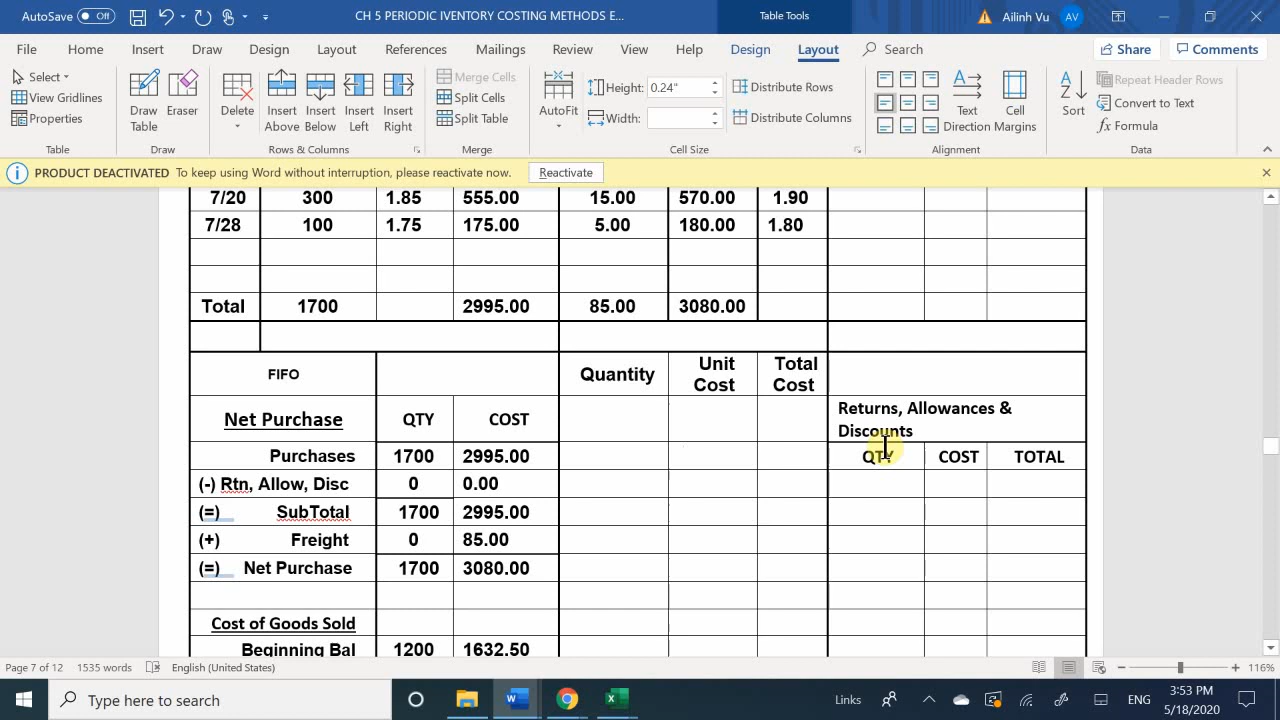 AutoSave Off CH 5 PERIODIC IVENTORY COSTING METHODS E... Table Tools Ailinh Vu AV
File Home Insert Draw Design Layout References Mailings Review View Help Design Layout Search Share Comments
Select
View Gridlines
Properties
Table
Draw Table
Eraser
Draw
Delete
Insert Above
Insert Below
Insert Left
Insert Right
Rows & Columns
Merge Cells
Split Cells
Split Table
Merge
AutoFit
Height: 0.24"
Width:
Distribute Rows
Distribute Columns
Cell Size
Text Direction
Cell Margins
Alignment
Sort
Repeat Header Rows
Convert to Text
fx Formula
Data
PRODUCT DEACTIVATED To keep using Word without interruption, please reactivate now. Reactivate
7/20 300 1.85 555.00 15.00 570.00 1.90
7/28 100 1.75 175.00 5.00 180.00 1.80
Total 1700 2995.00 85.00 3080.00
FIFO Quantity Unit Cost Total Cost
Net Purchase QTY COST Returns, Allowances & Discounts
Purchases 1700 2995.00 QTY COST TOTAL
(-) Rtn, Allow, Disc 0 0.00
(=) SubTotal 1700 2995.00
(+) Freight 0 85.00
(=) Net Purchase 1700 3080.00
Cost of Goods Sold
Beginning Bal 1200 1632.50
Page 7 of 12 1535 words English (United States) 116%
Type here to search Links ENG 3:53 PM
5/18/2020